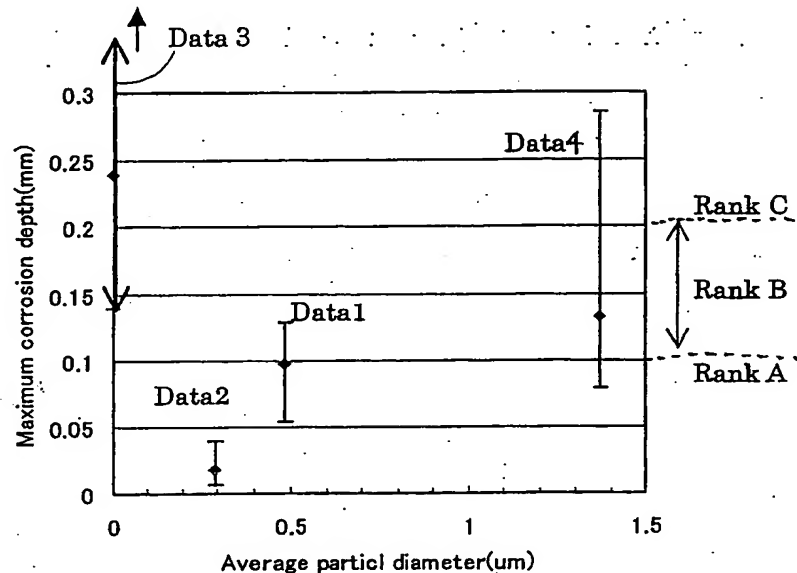 Data 3
0.3
0.25
0.2
0.15
0.1
0.05
0
Maximum corrosion depth(mm)
Data4
Data1
Data2
Rank C
Rank B
Rank A
0
0.5
1
1.5
Average particl diameter(um)